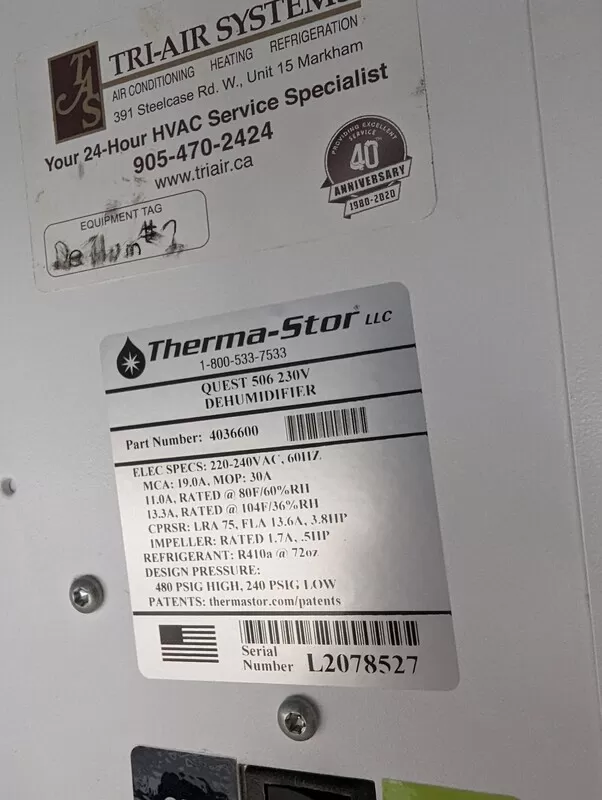 TAS
TRI-AIR SYSTEMS
AIR CONDITIONING HEATING REFRIGERATION
391 Steelcase Rd. W., Unit 15 Markham
Your 24-Hour HVAC Service Specialist
905-470-2424
www.triair.ca
PROVIDING EXCELLENT
SERVICE
40
ANNIVERSARY
1980-2020
EQUIPMENT TAG
#2
Therma-Stor® LLC
1-800-533-7533
QUEST 506 230V
DEHUMIDIFIER
Part Number: 4036600
ELEC SPECS: 220-240VAC, 60HZ
MCA: 19.0A, MOP: 30A
11.0A, RATED @ 80F/60%RH
13.3A, RATED @ 104F/36%RH
CPRSR: LRA 75, FLA 13.6A, 3.8HP
IMPELLER: RATED 1.7A, .5HP
REFRIGERANT: R410a @ 72oz
DESIGN PRESSURE:
480 PSIG HIGH, 240 PSIG LOW
PATENTS: thermastor.com/patents
Serial
Number L2078527